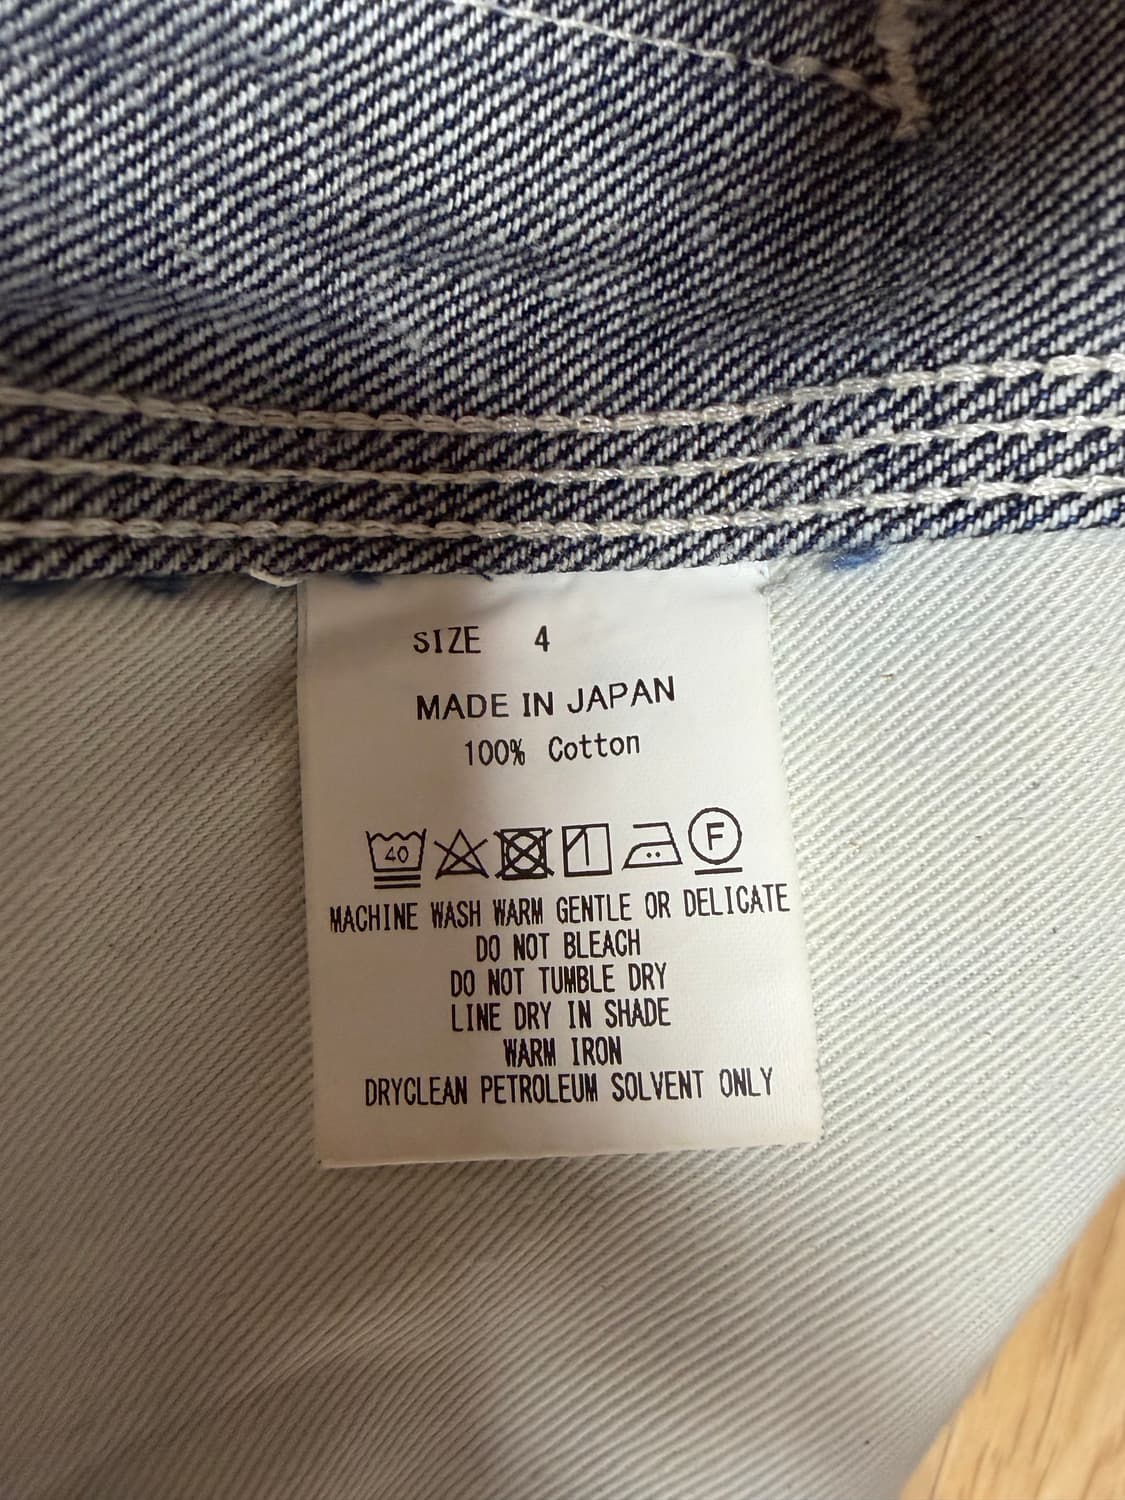 SIZE 4
MADE IN JAPAN
100% Cotton
40 F
MACHINE WASH WARM GENTLE OR DELICATE
DO NOT BLEACH
DO NOT TUMBLE DRY
LINE DRY IN SHADE
WARM IRON
DRYCLEAN PETROLEUM SOLVENT ONLY